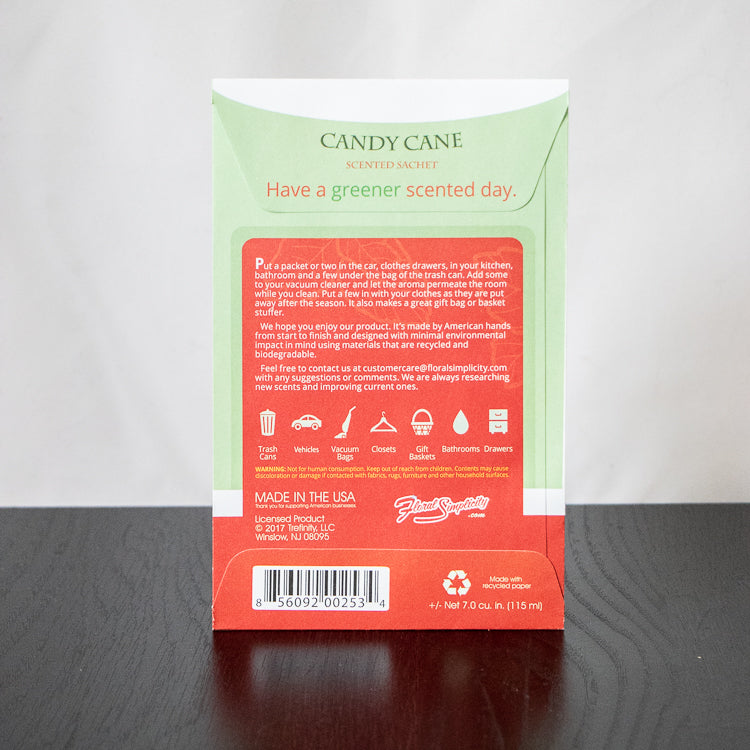 CANDY CANE
SCENTED SACHET
Have a greener scented day.
Put a packet or two in the car, clothes drawers, in your kitchen,
bathroom and a few under the bag of the trash can. Add some
to your vacuum cleaner and let the aroma permeate the room
while you clean. Put a few in with your clothes as they are put
away after the season. It also makes a great gift bag or basket
stuffer.
We hope you enjoy our product. It's made by American hands
from start to finish and designed with minimal environmental
impact in mind using materials that are recycled and
biodegradable.
Feel free to contact us at customercare@floralsimplicity.com
with any suggestions or comments. We are always researching
new scents and improving current ones.
Trash Cans
Vehicles
Vacuum Bags
Closets
Gift Baskets
Bathrooms
Drawers
WARNING: Not for human consumption. Keep out of reach from children. Contents may cause
discoloration or damage if contacted with fabrics, rugs, furniture and other household surfaces.
MADE IN THE USA
Thank you for supporting American businesses.
Floral Simplicity
.com
Licensed Product
© 2017 Trefinity, LLC
Winslow, NJ 08095
8 56092 00253 4
Made with
recycled paper
+/- Net 7.0 cu. in. (115 ml)